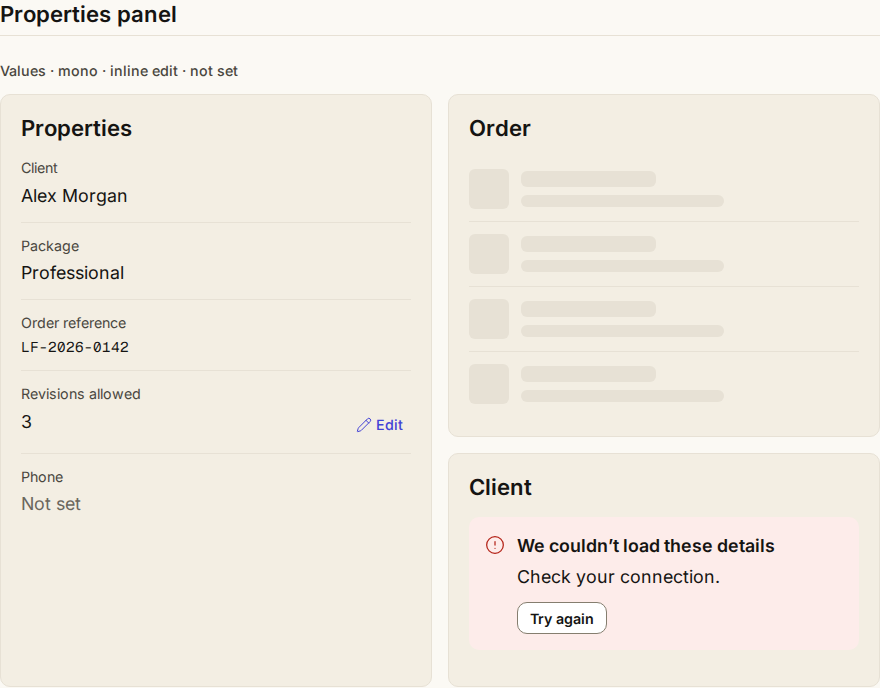 Properties panel
Values · mono · inline edit · not set
Properties
Client
Alex Morgan
Package
Professional
Order reference
LF-2026-0142
Revisions allowed
3
Edit
Phone
Not set
Order
Client
We couldn’t load these details
Check your connection.
Try again